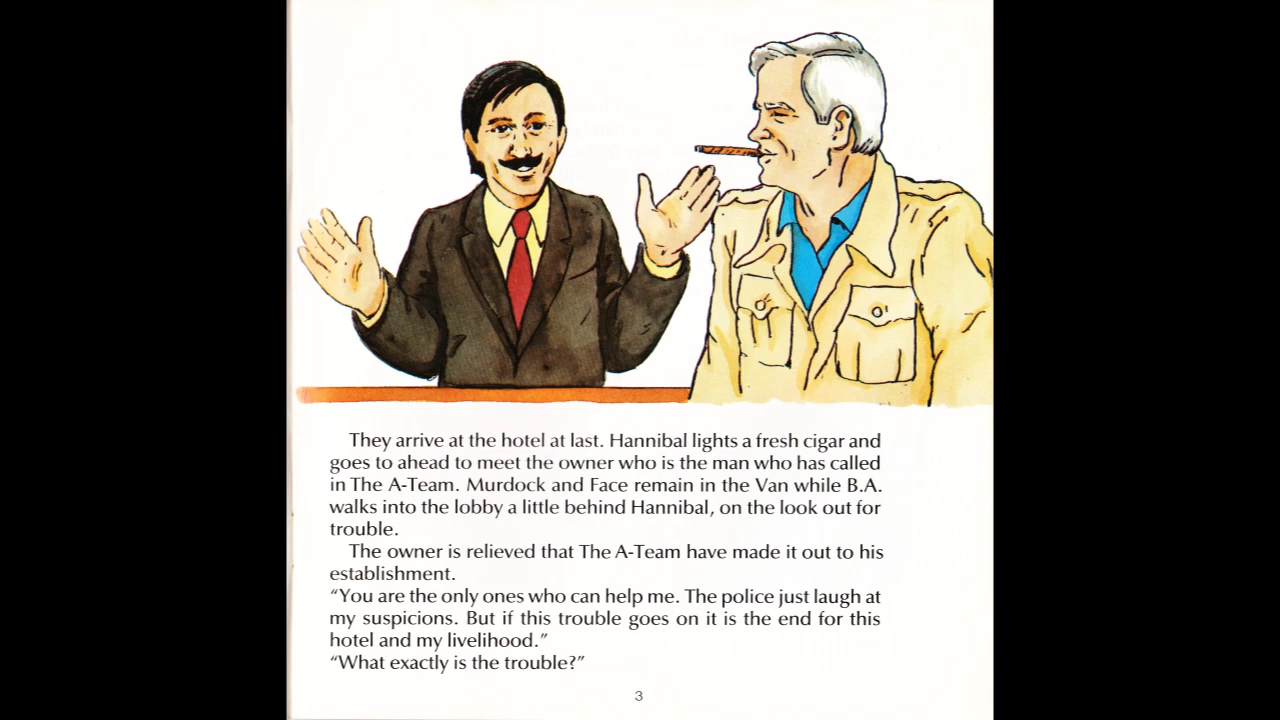 They arrive at the hotel at last. Hannibal lights a fresh cigar and
goes to ahead to meet the owner who is the man who has called
in The A-Team. Murdock and Face remain in the Van while B.A.
walks into the lobby a little behind Hannibal, on the look out for
trouble.
The owner is relieved that The A-Team have made it out to his
establishment.
“You are the only ones who can help me. The police just laugh at
my suspicions. But if this trouble goes on it is the end for this
hotel and my livelihood.”
“What exactly is the trouble?”
3